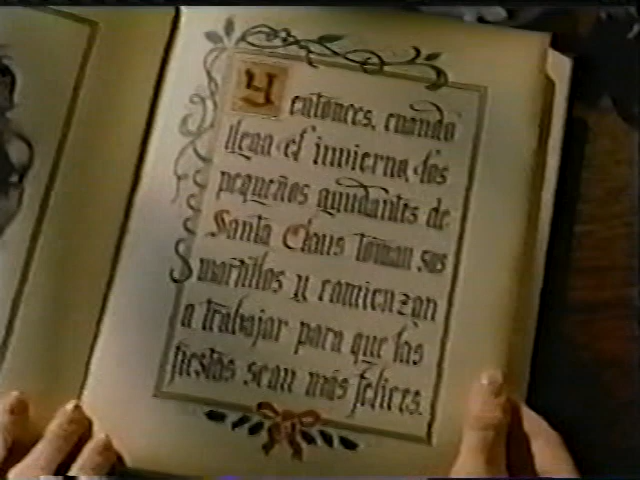 Y entonces, cuando
llega el invierno, los
pequeños ayudantes de
Santa Claus toman sus
martillos y comienzan
a trabajar para que las
fiestas sean más felices.